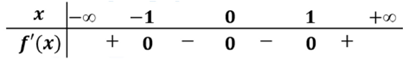 x -∞ -1 0 1 +∞
f'(x) + 0 - 0 - 0 +